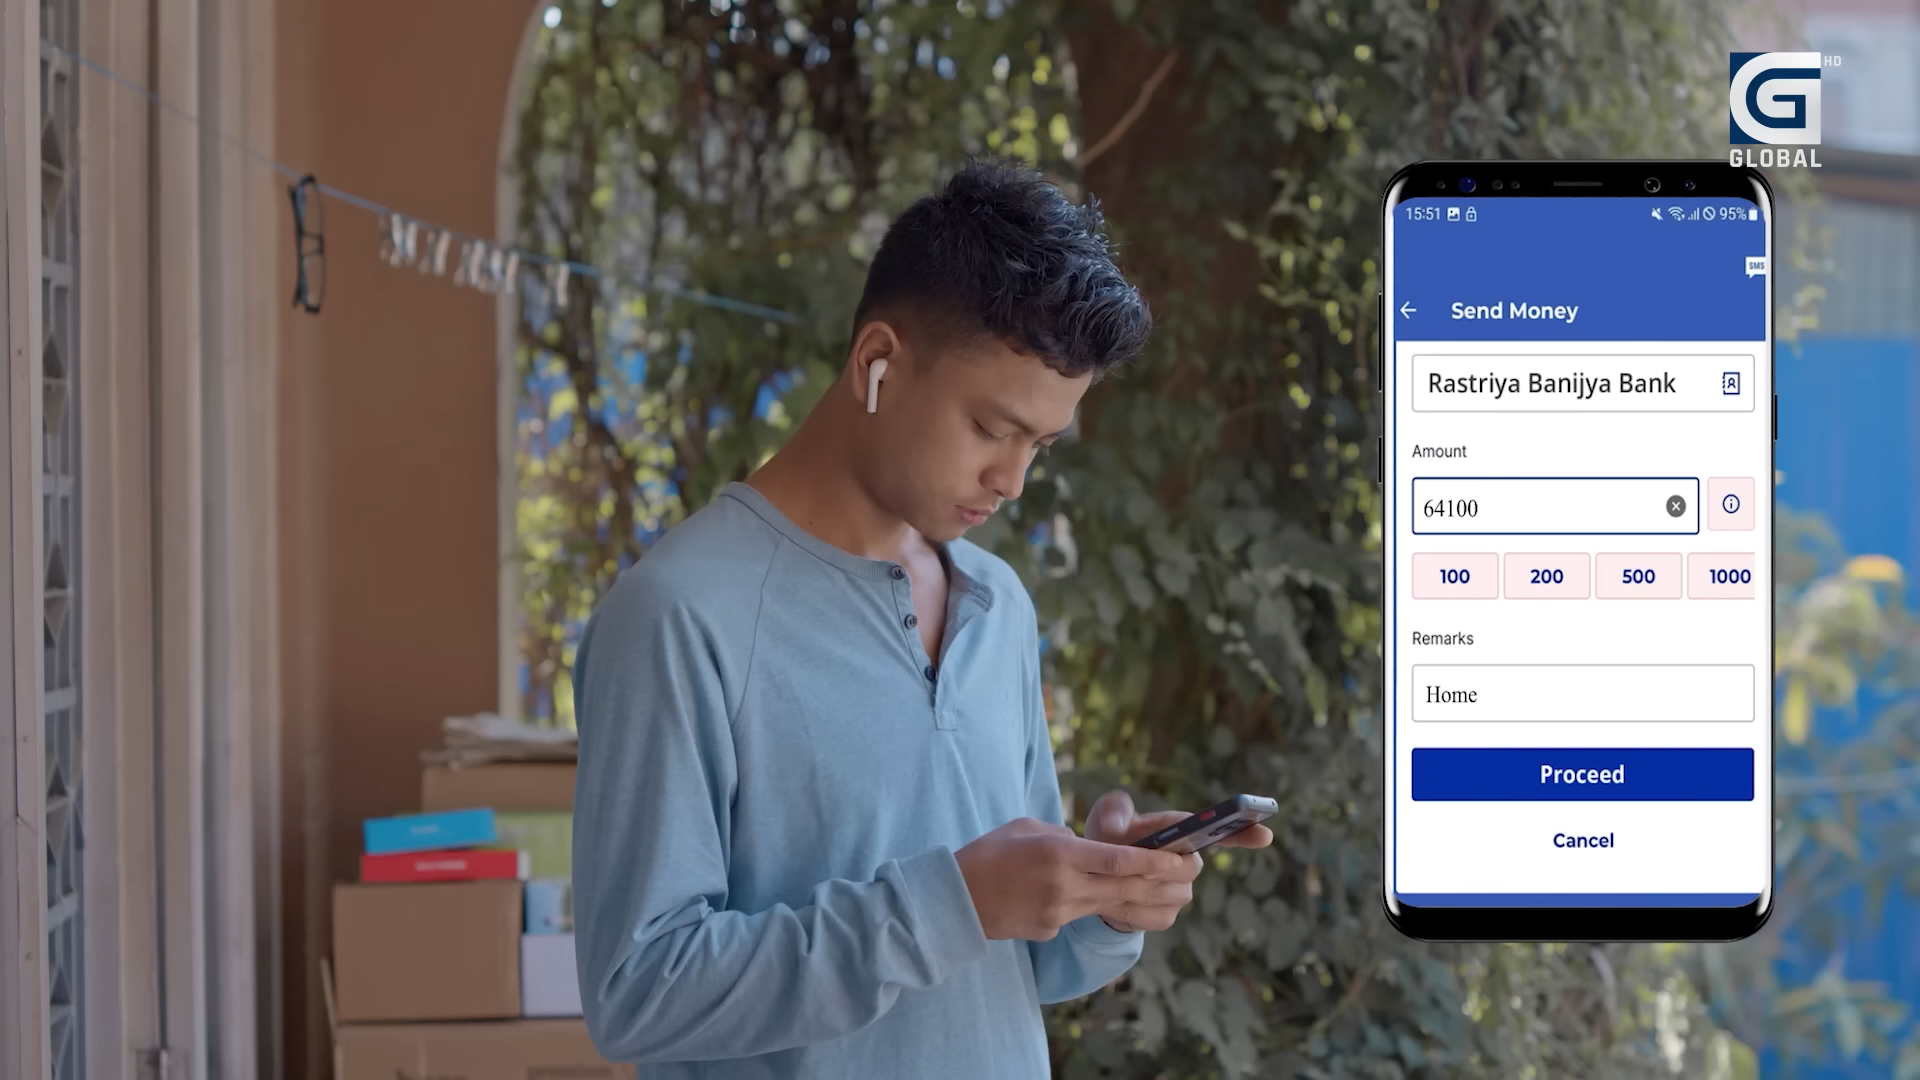 HD
GLOBAL
15:51
95%
SMS
Send Money
Rastriya Banijya Bank
Amount
64100
100 200 500 1000
Remarks
Home
Proceed
Cancel